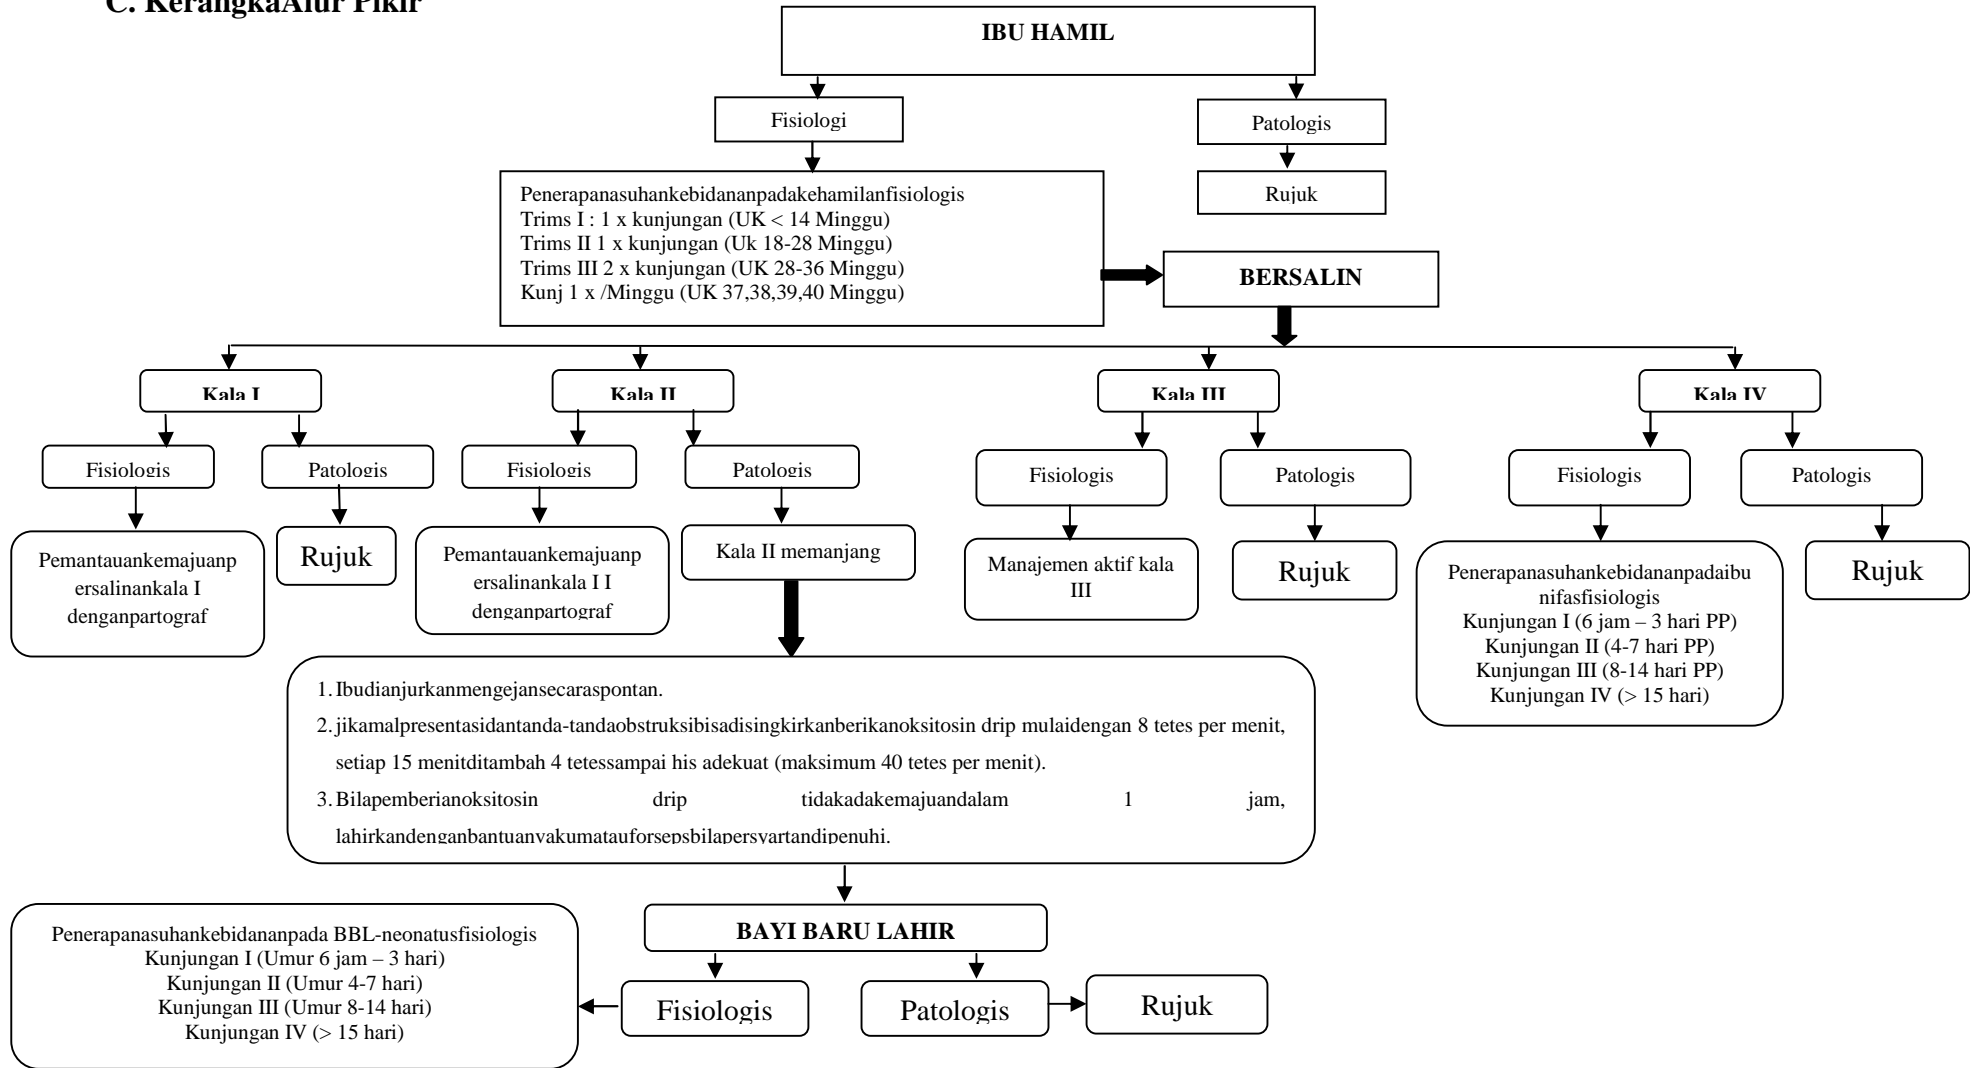 C. KerangkaAlur Pikir
IBU HAMIL
Fisiologi
Patologis
Rujuk
Penerapanasuhankebidananpadakehamilanfisiologis
Trims I : 1 x kunjungan (UK < 14 Minggu)
Trims II 1 x kunjungan (Uk 18-28 Minggu)
Trims III 2 x kunjungan (UK 28-36 Minggu)
Kunj 1 x /Minggu (UK 37,38,39,40 Minggu)
BERSALIN
Kala I
Kala II
Kala III
Kala IV
Fisiologis
Patologis
Fisiologis
Patologis
Fisiologis
Patologis
Fisiologis
Patologis
Pemantauankemajuanp
ersalinankala I
denganpartograf
Rujuk
Pemantauankemajuanp
ersalinankala I I
denganpartograf
Kala II memanjang
Manajemen aktif kala
III
Rujuk
Penerapanasuhankebidananpadaibu
nifasfisiologis
Kunjungan I (6 jam – 3 hari PP)
Kunjungan II (4-7 hari PP)
Kunjungan III (8-14 hari PP)
Kunjungan IV (> 15 hari)
Rujuk
1. Ibudianjurkanmengejansecaraspontan.
2. jikamalpresentasidantanda-tandaobstruksibisadisingkirkanberikanoksitosin drip mulaidengan 8 tetes per menit,
setiap 15 menitditambah 4 tetessampai his adekuat (maksimum 40 tetes per menit).
3. Bilapemberianoksitosin drip tidakadakemajuandalam 1 jam,
lahirkandenganbantuanvakumatauforsepsbilapersyartandipenuhi.
BAYI BARU LAHIR
Fisiologis
Patologis
Rujuk
Penerapanasuhankebidananpada BBL-neonatusfisiologis
Kunjungan I (Umur 6 jam – 3 hari)
Kunjungan II (Umur 4-7 hari)
Kunjungan III (Umur 8-14 hari)
Kunjungan IV (> 15 hari)